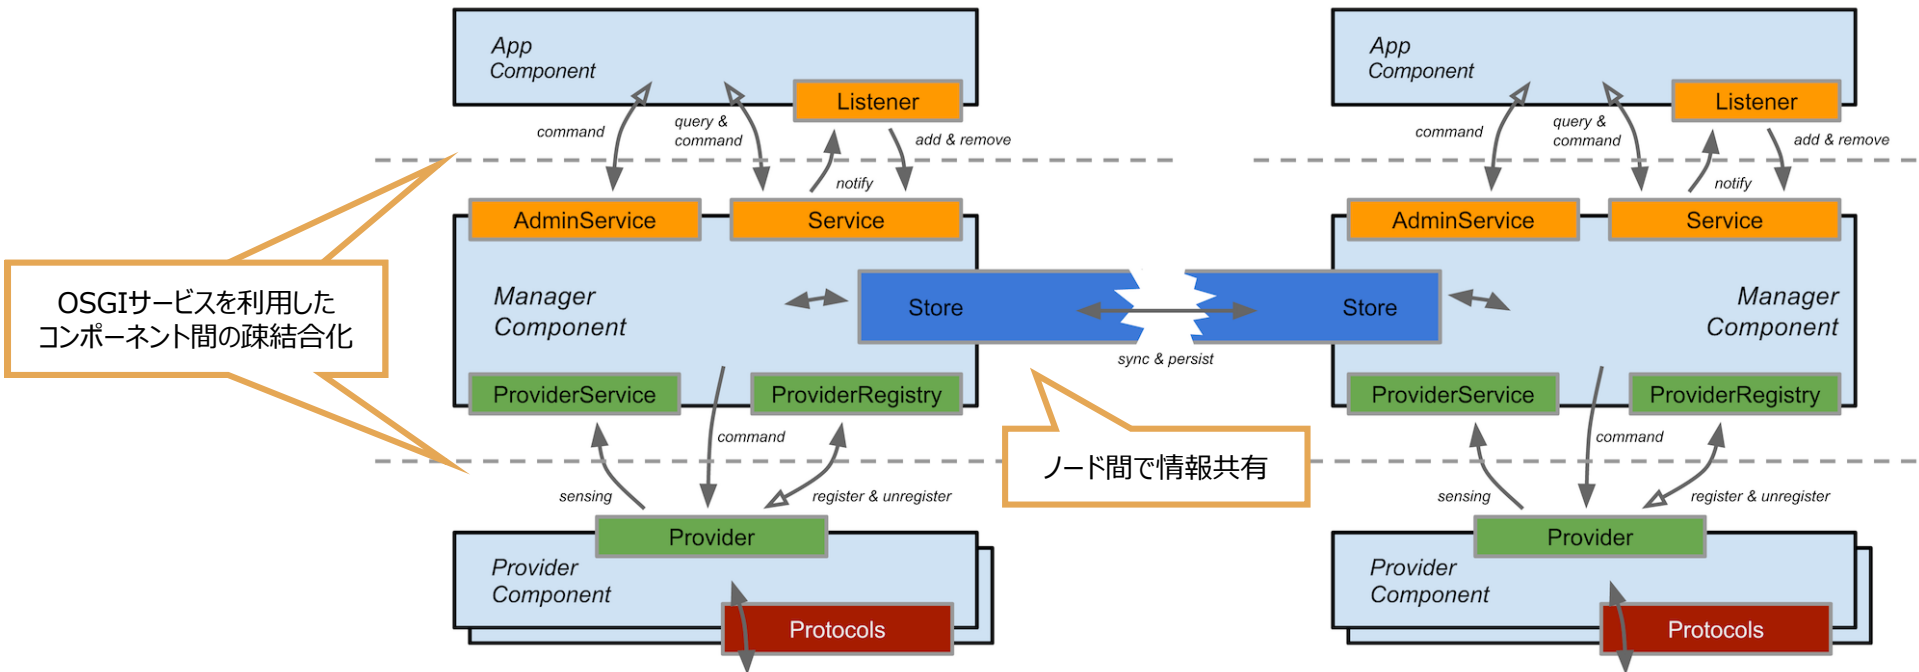 App
Component
Listener
command
query &
command
add & remove
notify
AdminService
Service
OSGIサービスを利用した
コンポーネント間の疎結合化
Manager
Component
Store
sync & persist
ProviderService
ProviderRegistry
command
ノード間で情報共有
sensing
register & unregister
Provider
Provider
Component
Protocols
App
Component
Listener
command
query &
command
add & remove
notify
AdminService
Service
Store
Manager
Component
ProviderService
ProviderRegistry
command
sensing
register & unregister
Provider
Provider
Component
Protocols